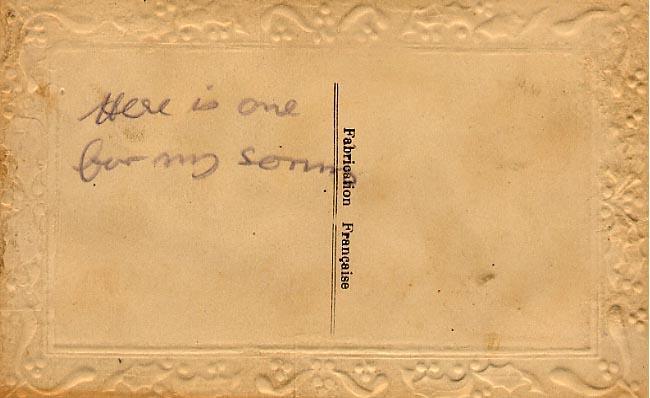 Here is one
for my sonny
Fabrication Française